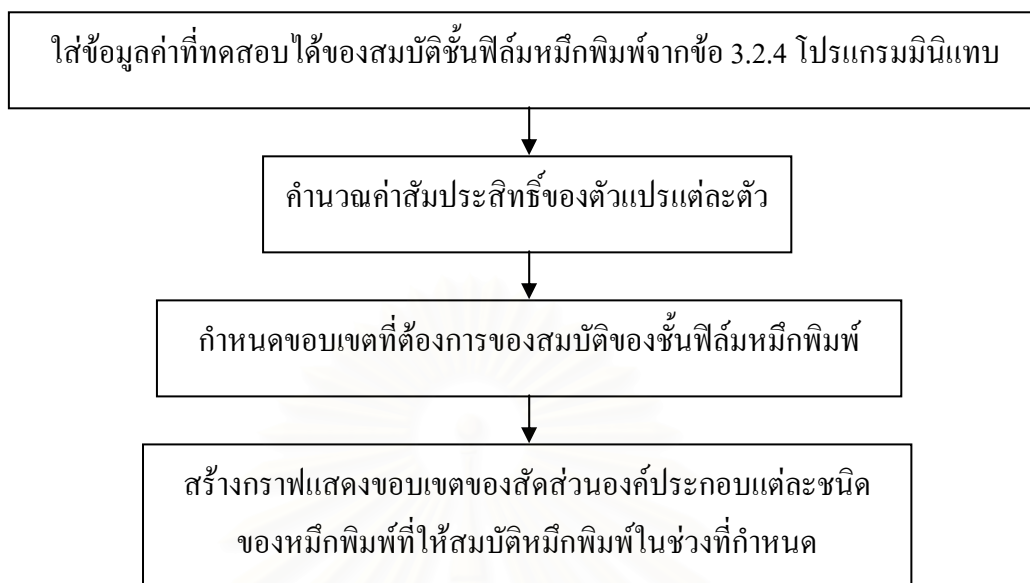 ใส่ข้อมูลค่าที่ทดสอบได้ของสมบัติชั้นฟิล์มหมึกพิมพ์จากข้อ 3.2.4 โปรแกรมมินิแทบ
คำนวณค่าสัมประสิทธิ์ของตัวแปรแต่ละตัว
กำหนดขอบเขตที่ต้องการของสมบัติของชั้นฟิล์มหมึกพิมพ์
สร้างกราฟแสดงขอบเขตของสัดส่วนองค์ประกอบแต่ละชนิด
ของหมึกพิมพ์ที่ให้สมบัติหมึกพิมพ์ในช่วงที่กำหนด